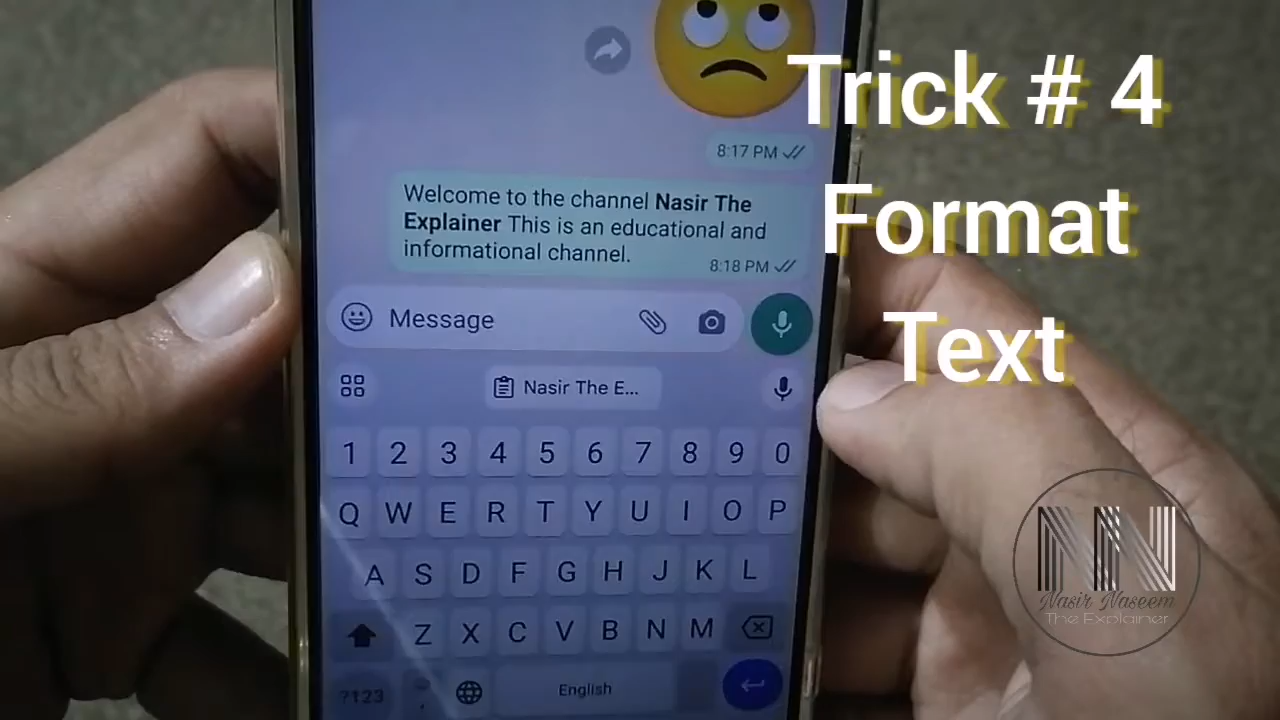 Trick # 4
Format
Text
8:17 PM
Welcome to the channel Nasir The
Explainer This is an educational and
informational channel.
8:18 PM
Message
Nasir The E...
1 2 3 4 5 6 7 8 9 0
Q W E R T Y U I O P
A S D F G H J K L
Z X C V B N M
?123 , English
NN
Nasir Naseem
The Explainer